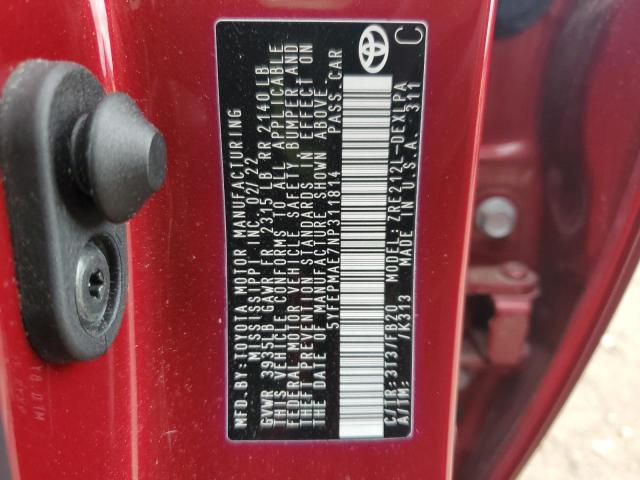 MFD.BY:TOYOTA MOTOR MANUFACTURING
MISSISSIPPI INC. 02/22
GVWR 3935LB GAWR FR 2315 LB RR 2140LB
THIS VEHICLE CONFORMS TO ALL APPLICABLE
FEDERAL MOTOR VEHICLE SAFETY, BUMPER AND
THEFT PREVENTION STANDARDS IN EFFECT ON
THE DATE OF MANUFACTURE SHOWN ABOVE.
5YFEPMAE7NP311814 PASS.CAR
C
C/TR:3T3/FB20 MODEL:ZRE212L-DEXLPA
A/TM: /K313 MADE IN U.S.A. 311